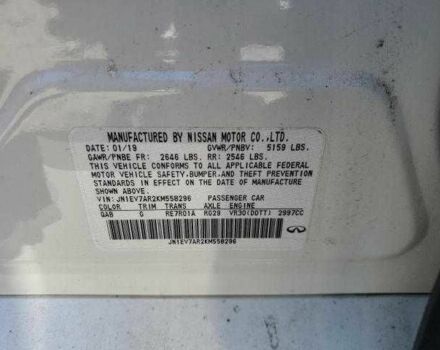 MANUFACTURED BY NISSAN MOTOR CO.,LTD.
DATE: 01/19 GVWR/PNBV: 5159 LBS.
GAWR/PNBE FR: 2646 LBS. RR: 2546 LBS.
THIS VEHICLE CONFORMS TO ALL APPLICABLE FEDERAL
MOTOR VEHICLE SAFETY,BUMPER,AND THEFT PREVENTION
STANDARDS IN EFFECT ON THE DATE OF MANUFACTURE
SHOWN ABOVE.
VIN: JN1EV7AR2KM558296 PASSENGER CAR
COLOR TRIM TRANS AXLE ENGINE
QAB G RE7R01A RG29 VR30(DDTT) 2997CC
JN1EV7AR2KM558296